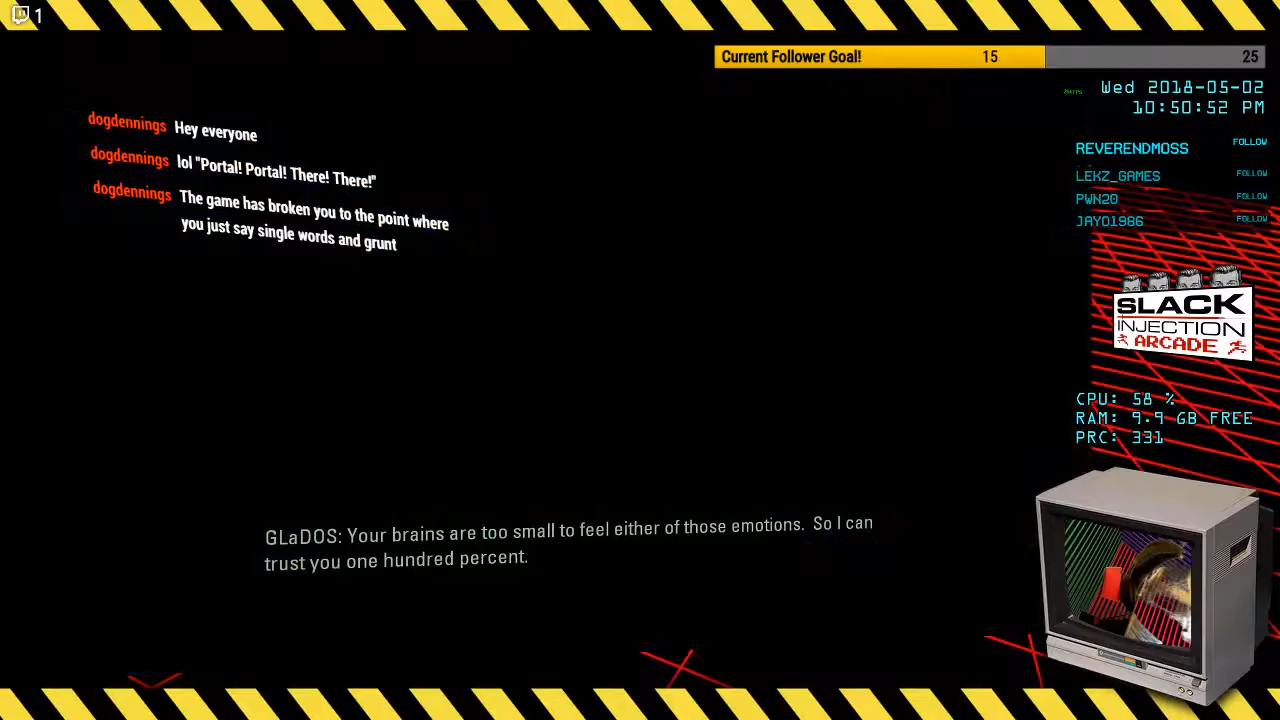 1
Current Follower Goal! 15 25
Wed 2018-05-02
10:50:52 PM
dogdennings Hey everyone
dogdennings lol "Portal! Portal! There! There!"
dogdennings The game has broken you to the point where
you just say single words and grunt
REVERENDMOSS FOLLOW
LEKZ_GAMES FOLLOW
PWN20 FOLLOW
JAYO1986 FOLLOW
SLACK
INJECTION
ARCADE
CPU: 58 %
RAM: 9.9 GB FREE
PRC: 331
GLaDOS: Your brains are too small to feel either of those emotions. So I can
trust you one hundred percent.